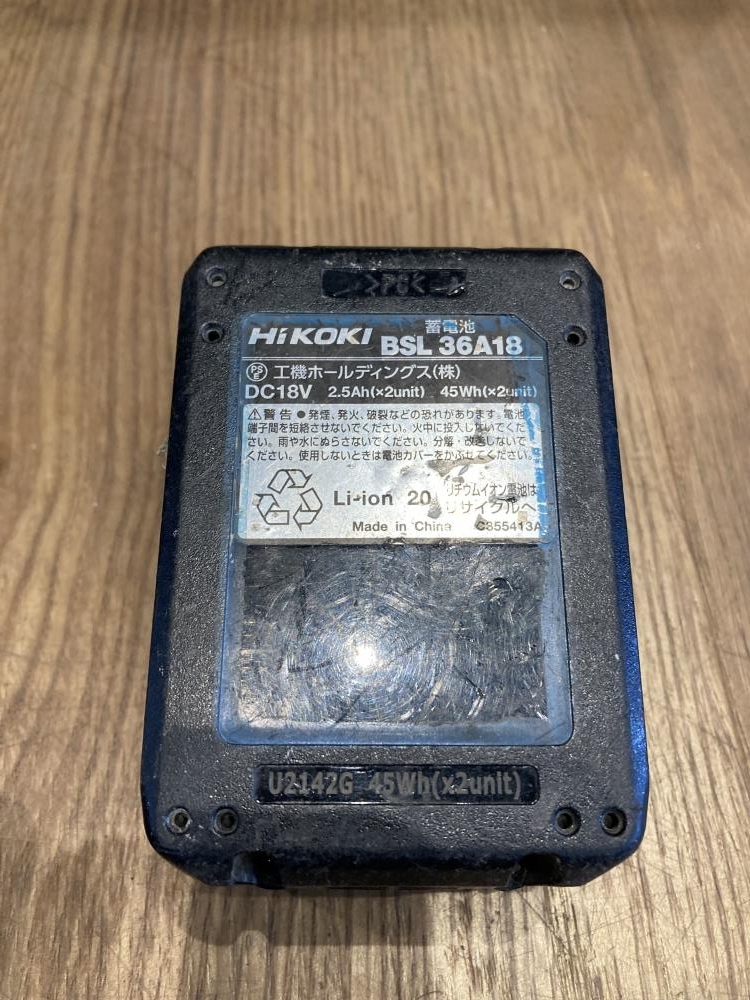 >PC<
HiKOKI
蓄電池
BSL 36A18
PS E 工機ホールディングス(株)
DC18V 2.5Ah(×2unit) 45Wh(×2unit)
⚠警告 ●発煙、発火、破裂などの恐れがあります。電池
端子間を短絡させないでください。火中に投入しないでくだ
さい。雨や水にぬらさないでください。分解・改造しないで
ください。使用しないときは電池カバーをかぶせてください。
Li-ion 20 リチウムイオン電池は
リサイクルへ
Made in China C855413A
U2142G 45Wh(x2unit)